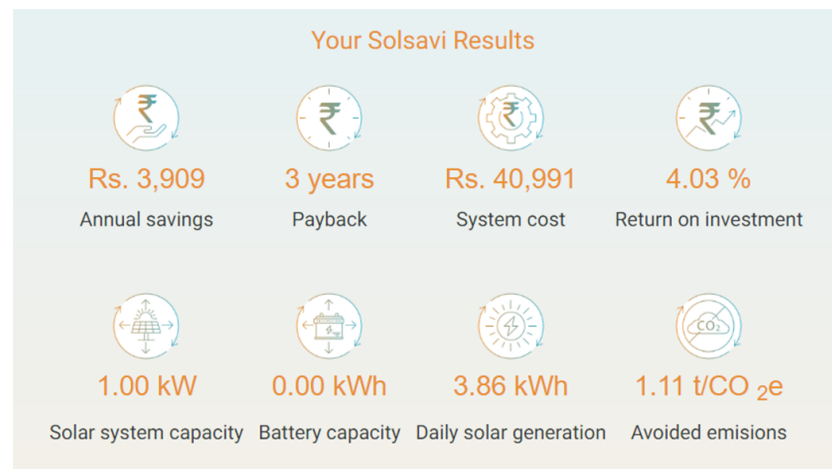 Your Solsavi Results
₹ ₹ ₹ ₹
Rs. 3,909 3 years Rs. 40,991 4.03 %
Annual savings Payback System cost Return on investment
CO2
1.00 kW 0.00 kWh 3.86 kWh 1.11 t/CO 2e
Solar system capacity Battery capacity Daily solar generation Avoided emisions